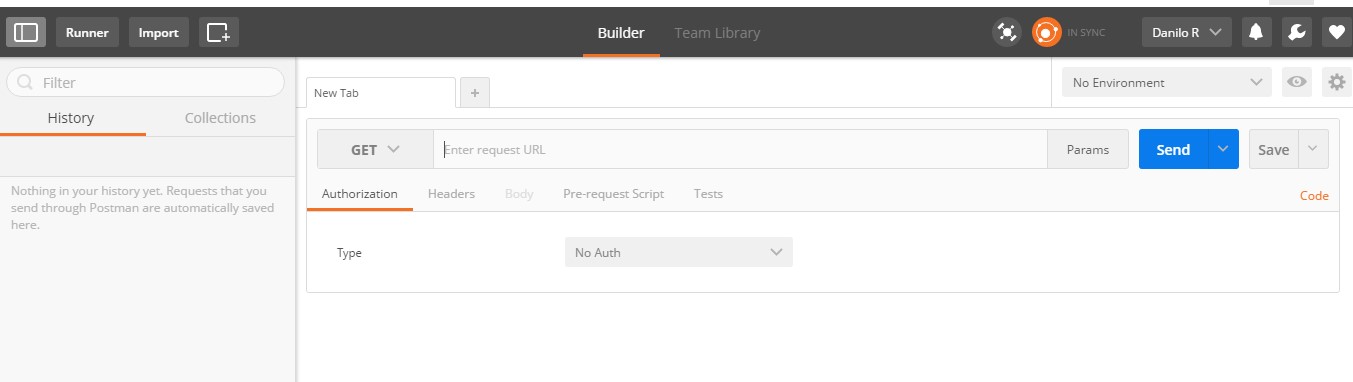 Runner Import Builder Team Library IN SYNC Danilo R
Filter
History Collections
Nothing in your history yet. Requests that you
send through Postman are automatically saved
here.
New Tab + No Environment
GET Enter request URL Params Send Save
Authorization Headers Body Pre-request Script Tests Code
Type No Auth